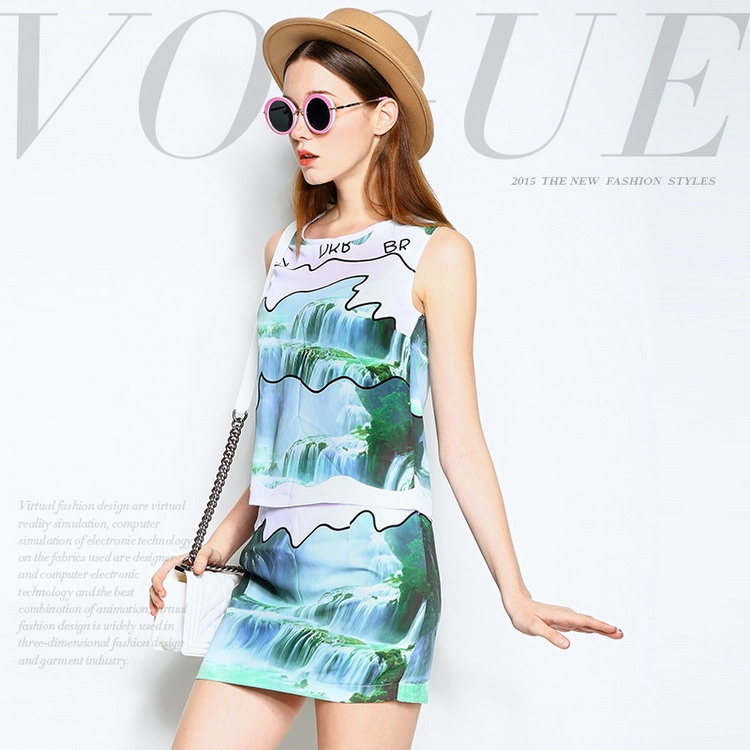 VOGUE
2015 THE NEW FASHION STYLES
BR
Virtual fashion design are virtual
reality simulation, computer
simulation of electronic technology
on the fabrics used are designer
and computer electronic
technology and the best
combination of animation. virtual
fashion design is widely used in
three-dimensional fashion design
and garment industry.